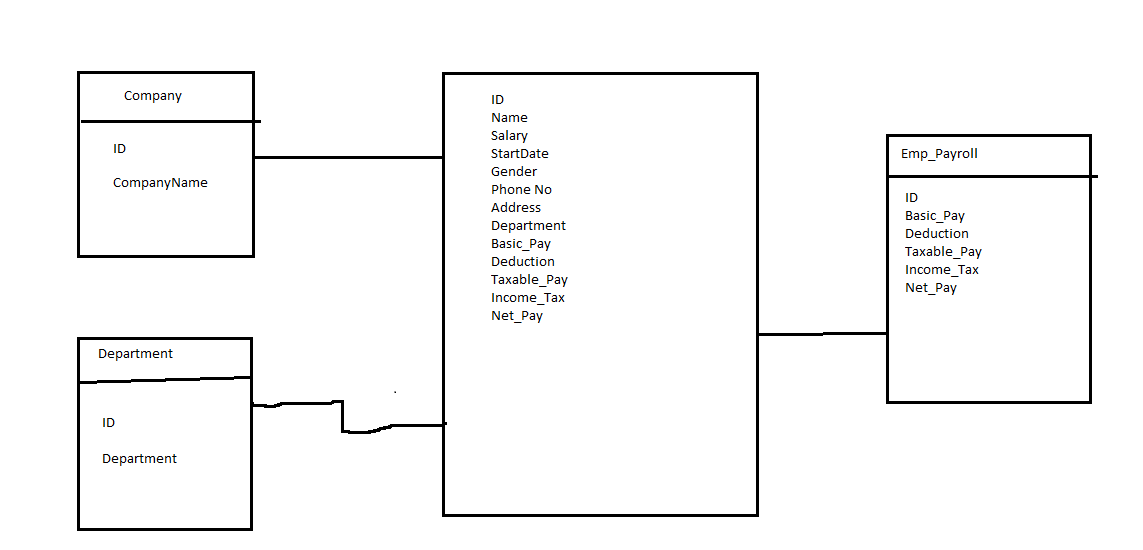 Company
ID
CompanyName
Department
ID
Department
ID
Name
Salary
StartDate
Gender
Phone No
Address
Department
Basic_Pay
Deduction
Taxable_Pay
Income_Tax
Net_Pay
Emp_Payroll
ID
Basic_Pay
Deduction
Taxable_Pay
Income_Tax
Net_Pay